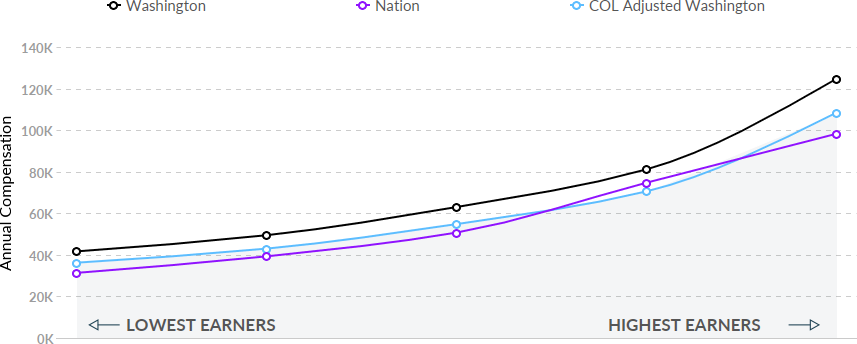 Washington
Nation
COL Adjusted Washington
Annual Compensation
140K
120K
100K
80K
60K
40K
20K
0K
LOWEST EARNERS
HIGHEST EARNERS